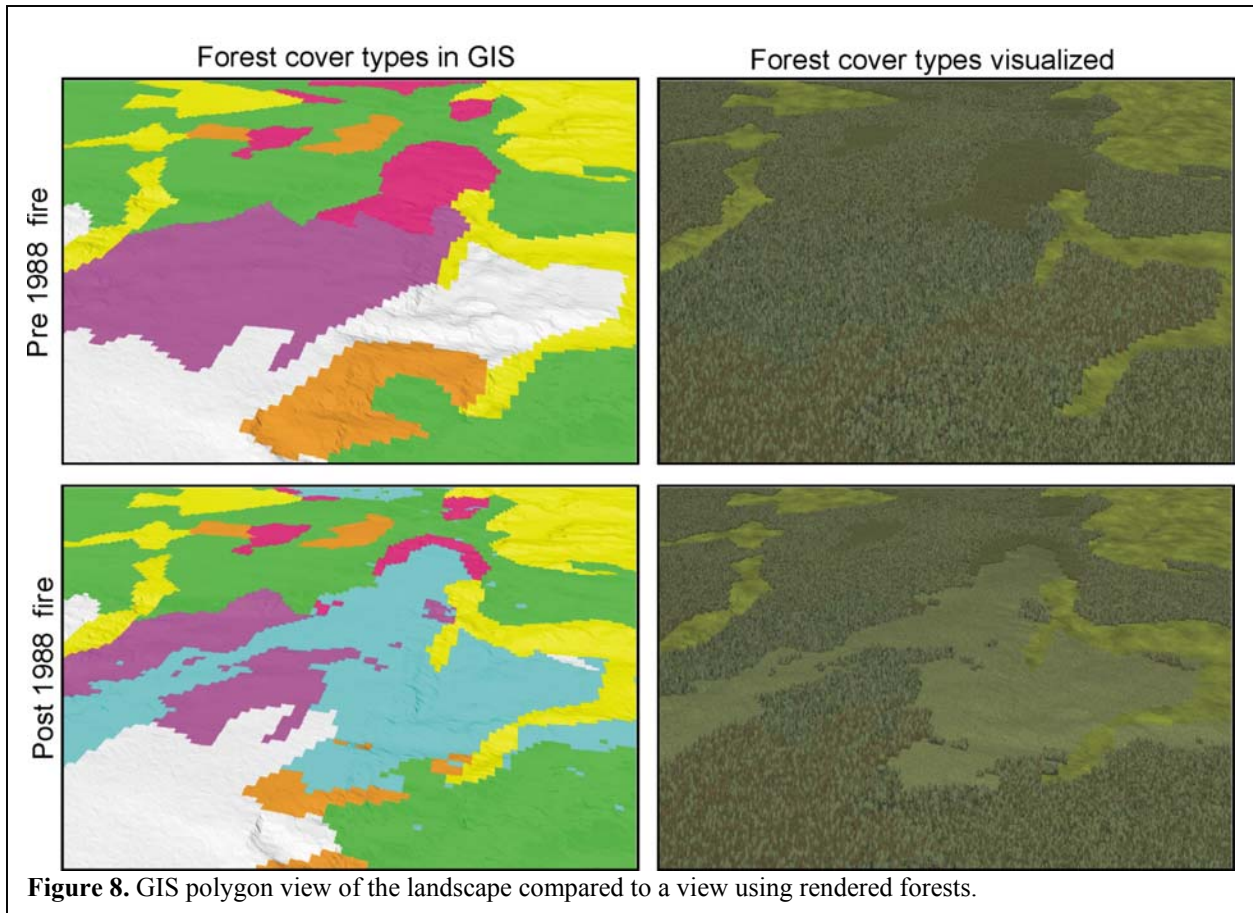 Forest cover types in GIS
Forest cover types visualized
Pre 1988 fire
Post 1988 fire
Figure 8. GIS polygon view of the landscape compared to a view using rendered forests.